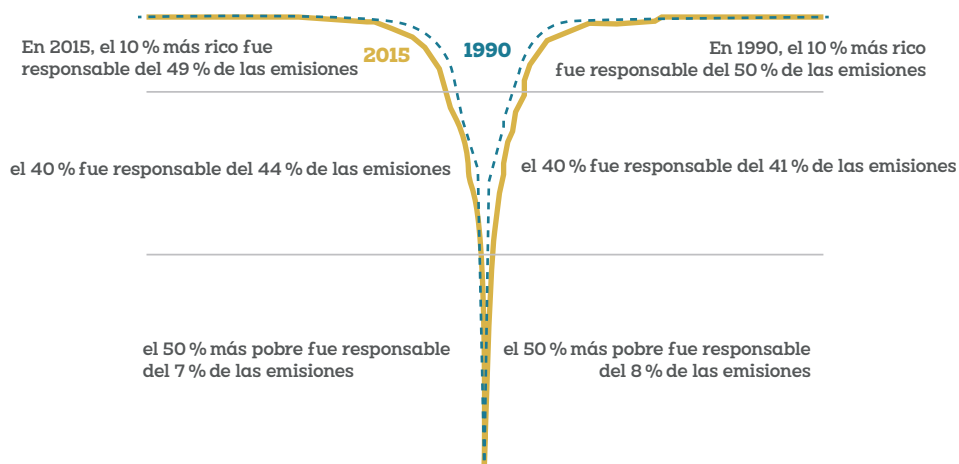 En 2015, el 10 % más rico fue
responsable del 49 % de las emisiones
2015
1990
En 1990, el 10 % más rico
fue responsable del 50 % de las emisiones
el 40 % fue responsable del 44 % de las emisiones
el 40 % fue responsable del 41 % de las emisiones
el 50 % más pobre fue responsable
del 7 % de las emisiones
el 50 % más pobre fue responsable
del 8 % de las emisiones